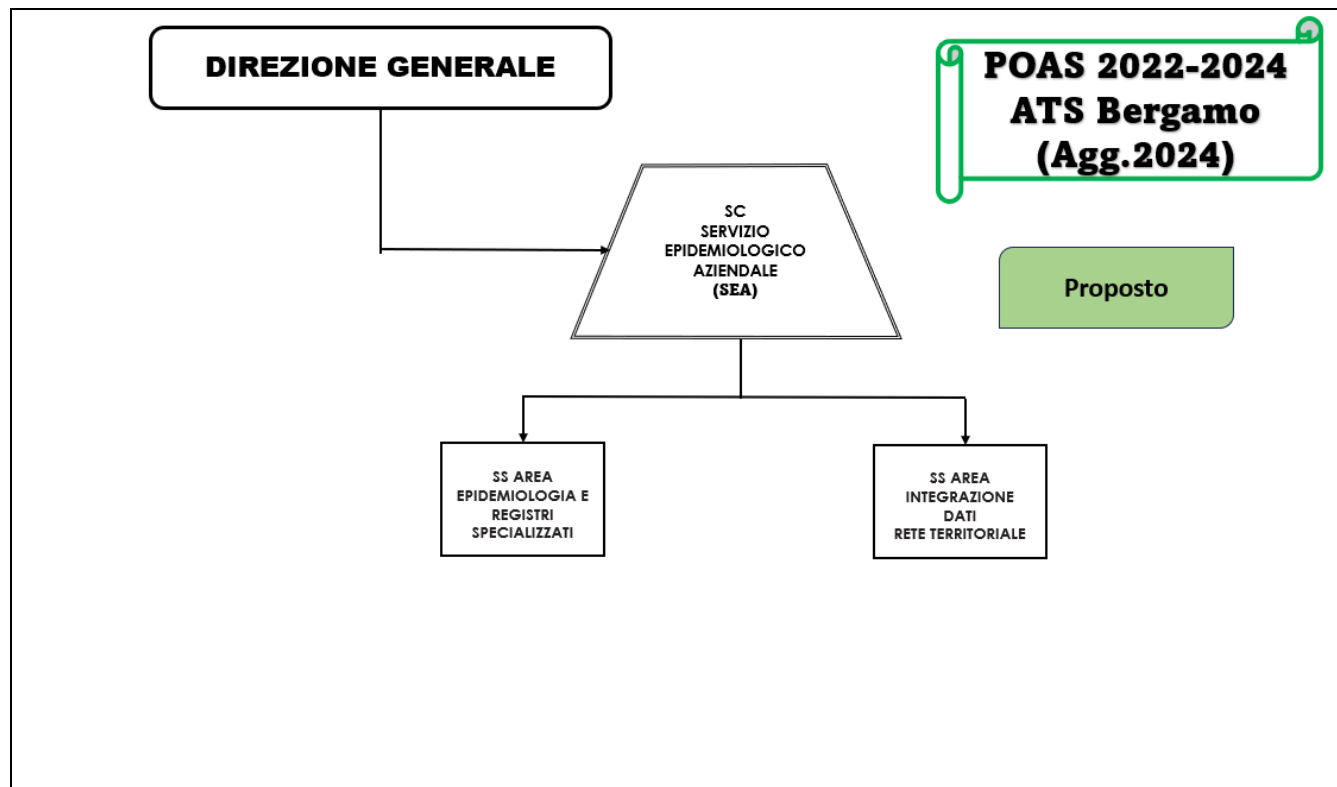 DIREZIONE GENERALE
POAS 2022-2024
ATS Bergamo
(Agg.2024)
SC
SERVIZIO
EPIDEMIOLOGICO
AZIENDALE
(SEA)
Proposto
SS AREA
EPIDEMIOLOGIA E
REGISTRI
SPECIALIZZATI
SS AREA
INTEGRAZIONE
DATI
RETE TERRITORIALE